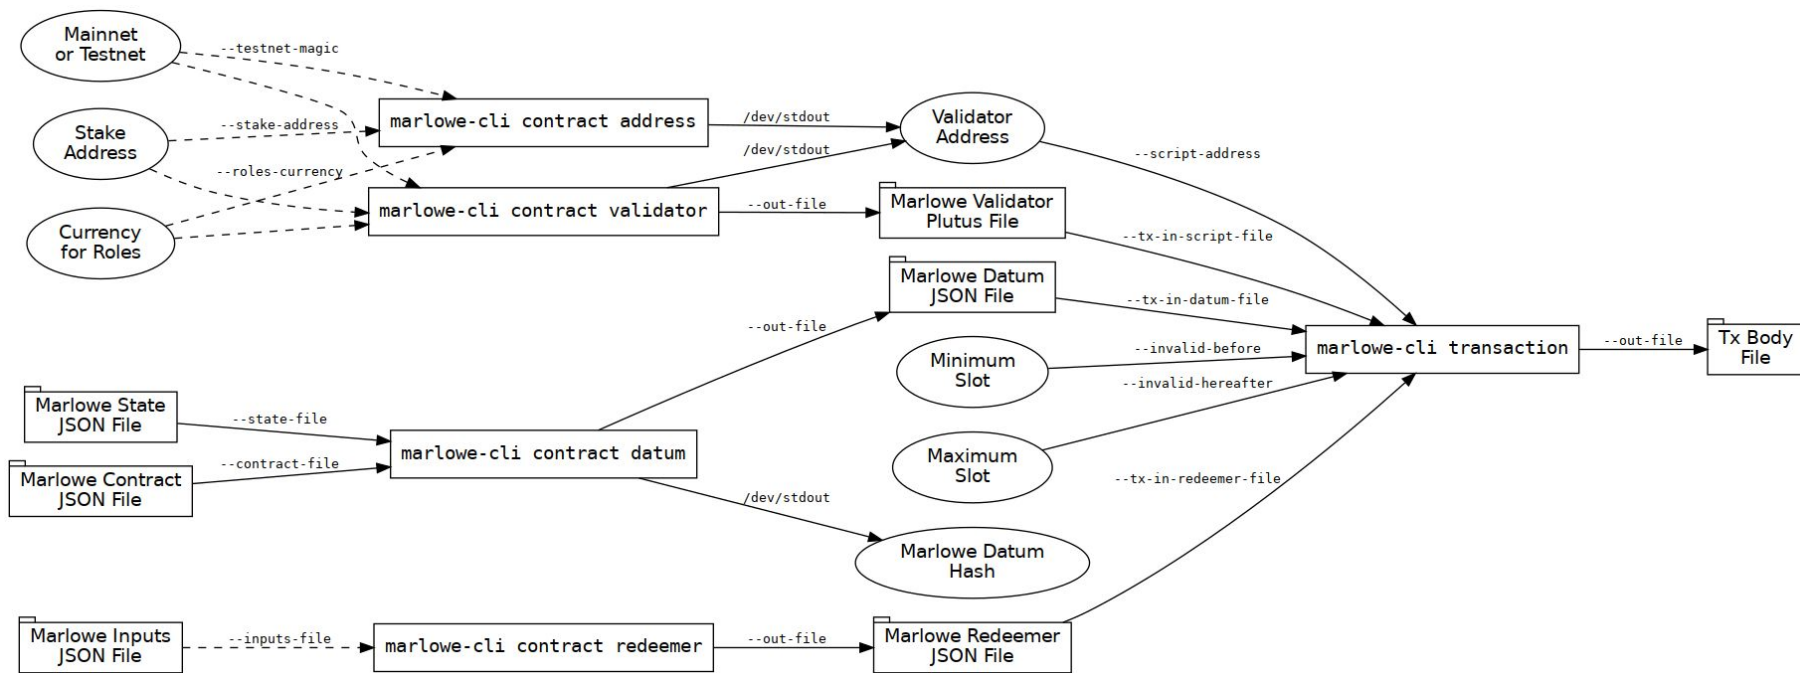 Mainnet
or Testnet
--testnet-magic
Stake
Address
--stake-address
marlowe-cli contract address
/dev/stdout
Validator
Address
--roles-currency
/dev/stdout
--script-address
Currency
for Roles
marlowe-cli contract validator
--out-file
Marlowe Validator
Plutus File
--tx-in-script-file
Marlowe Datum
JSON File
--tx-in-datum-file
--out-file
Minimum
Slot
--invalid-before
marlowe-cli transaction
--out-file
Tx Body
File
--invalid-hereafter
Marlowe State
JSON File
--state-file
Marlowe Contract
JSON File
--contract-file
marlowe-cli contract datum
Maximum
Slot
--tx-in-redeemer-file
/dev/stdout
Marlowe Datum
Hash
Marlowe Inputs
JSON File
--inputs-file
marlowe-cli contract redeemer
--out-file
Marlowe Redeemer
JSON File